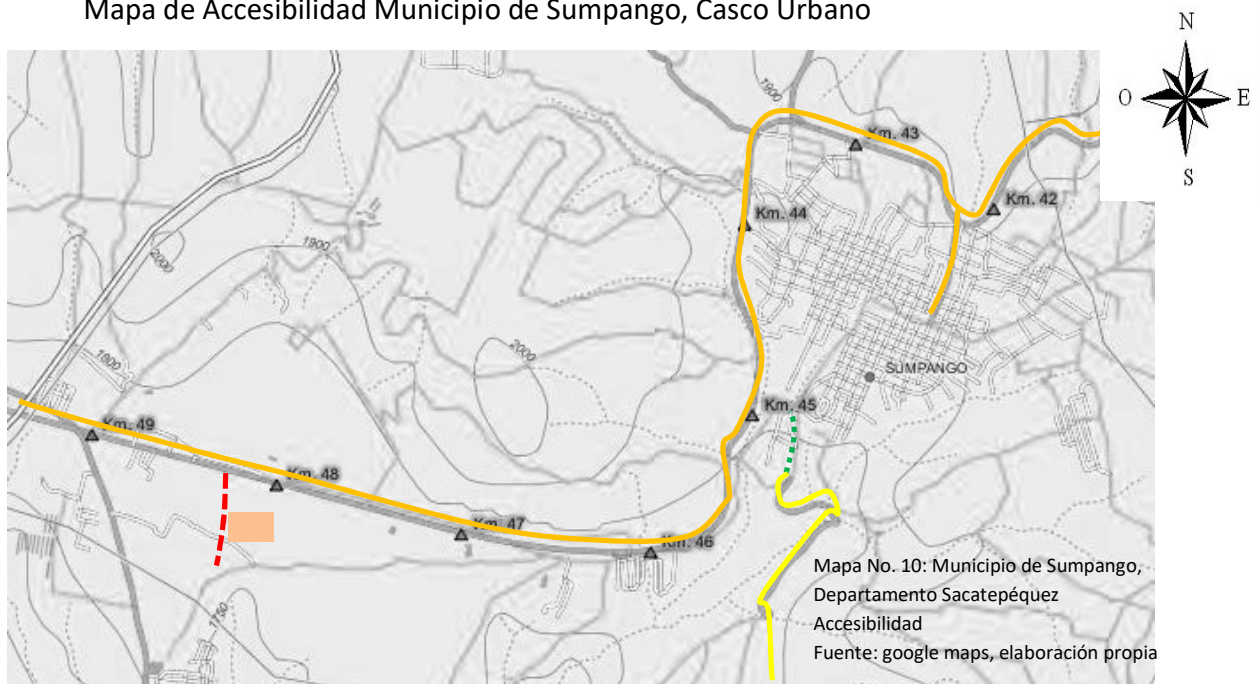 Mapa de Accesibilidad Municipio de Sumpango, Casco Urbano
N
O
E
S
1900
Km. 43
Km. 42
Km. 44
1900
2000
2000
1800
SUMPANGO
Km. 45
Km. 49
Km. 48
Km. 47
Km. 46
1750
Mapa No. 10: Municipio de Sumpango,
Departamento Sacatepéquez
Accesibilidad
Fuente: google maps, elaboración propia